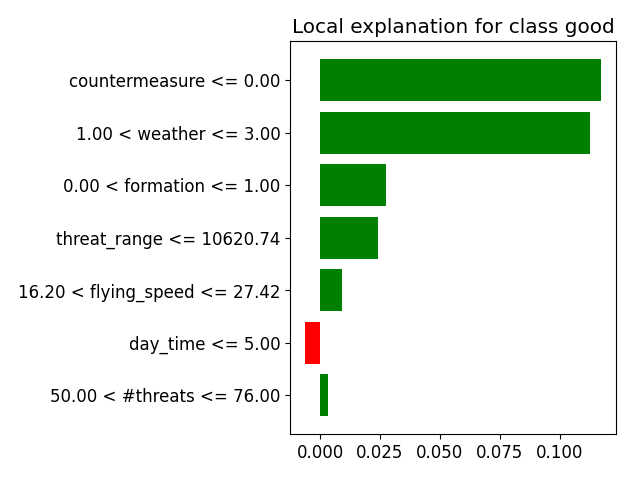 Local explanation for class good
countermeasure <= 0.00
1.00 < weather <= 3.00
0.00 < formation <= 1.00
threat_range <= 10620.74
16.20 < flying_speed <= 27.42
day_time <= 5.00
50.00 < #threats <= 76.00
0.000 0.025 0.050 0.075 0.100